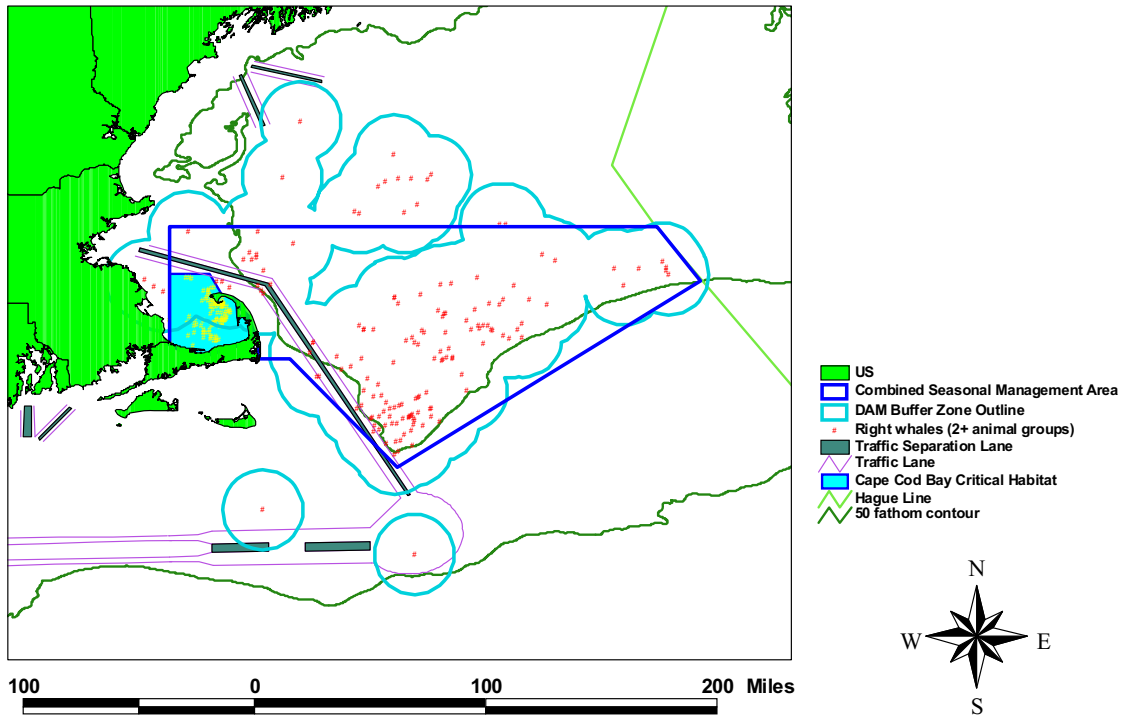 US
Combined Seasonal Management Area
DAM Buffer Zone Outline
# Right whales (2+ animal groups)
Traffic Separation Lane
Traffic Lane
Cape Cod Bay Critical Habitat
Hague Line
50 fathom contour
N
W E
S
100 0 100 200 Miles